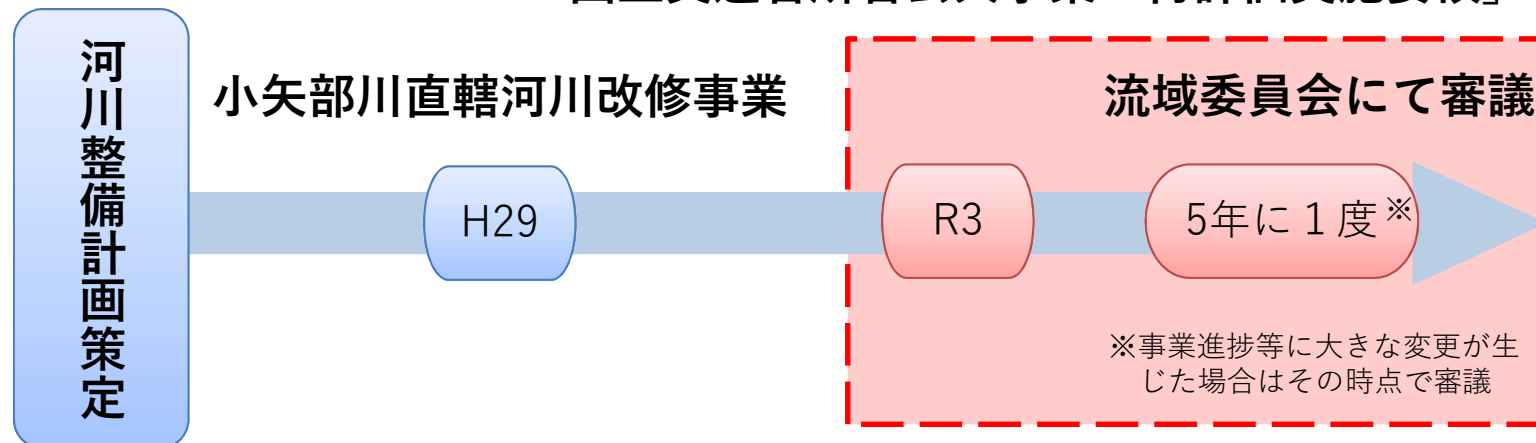 河川整備計画策定
小矢部川直轄河川改修事業
流域委員会にて審議
H29
R3
5年に１度※
※事業進捗等に大きな変更が生
じた場合はその時点で審議